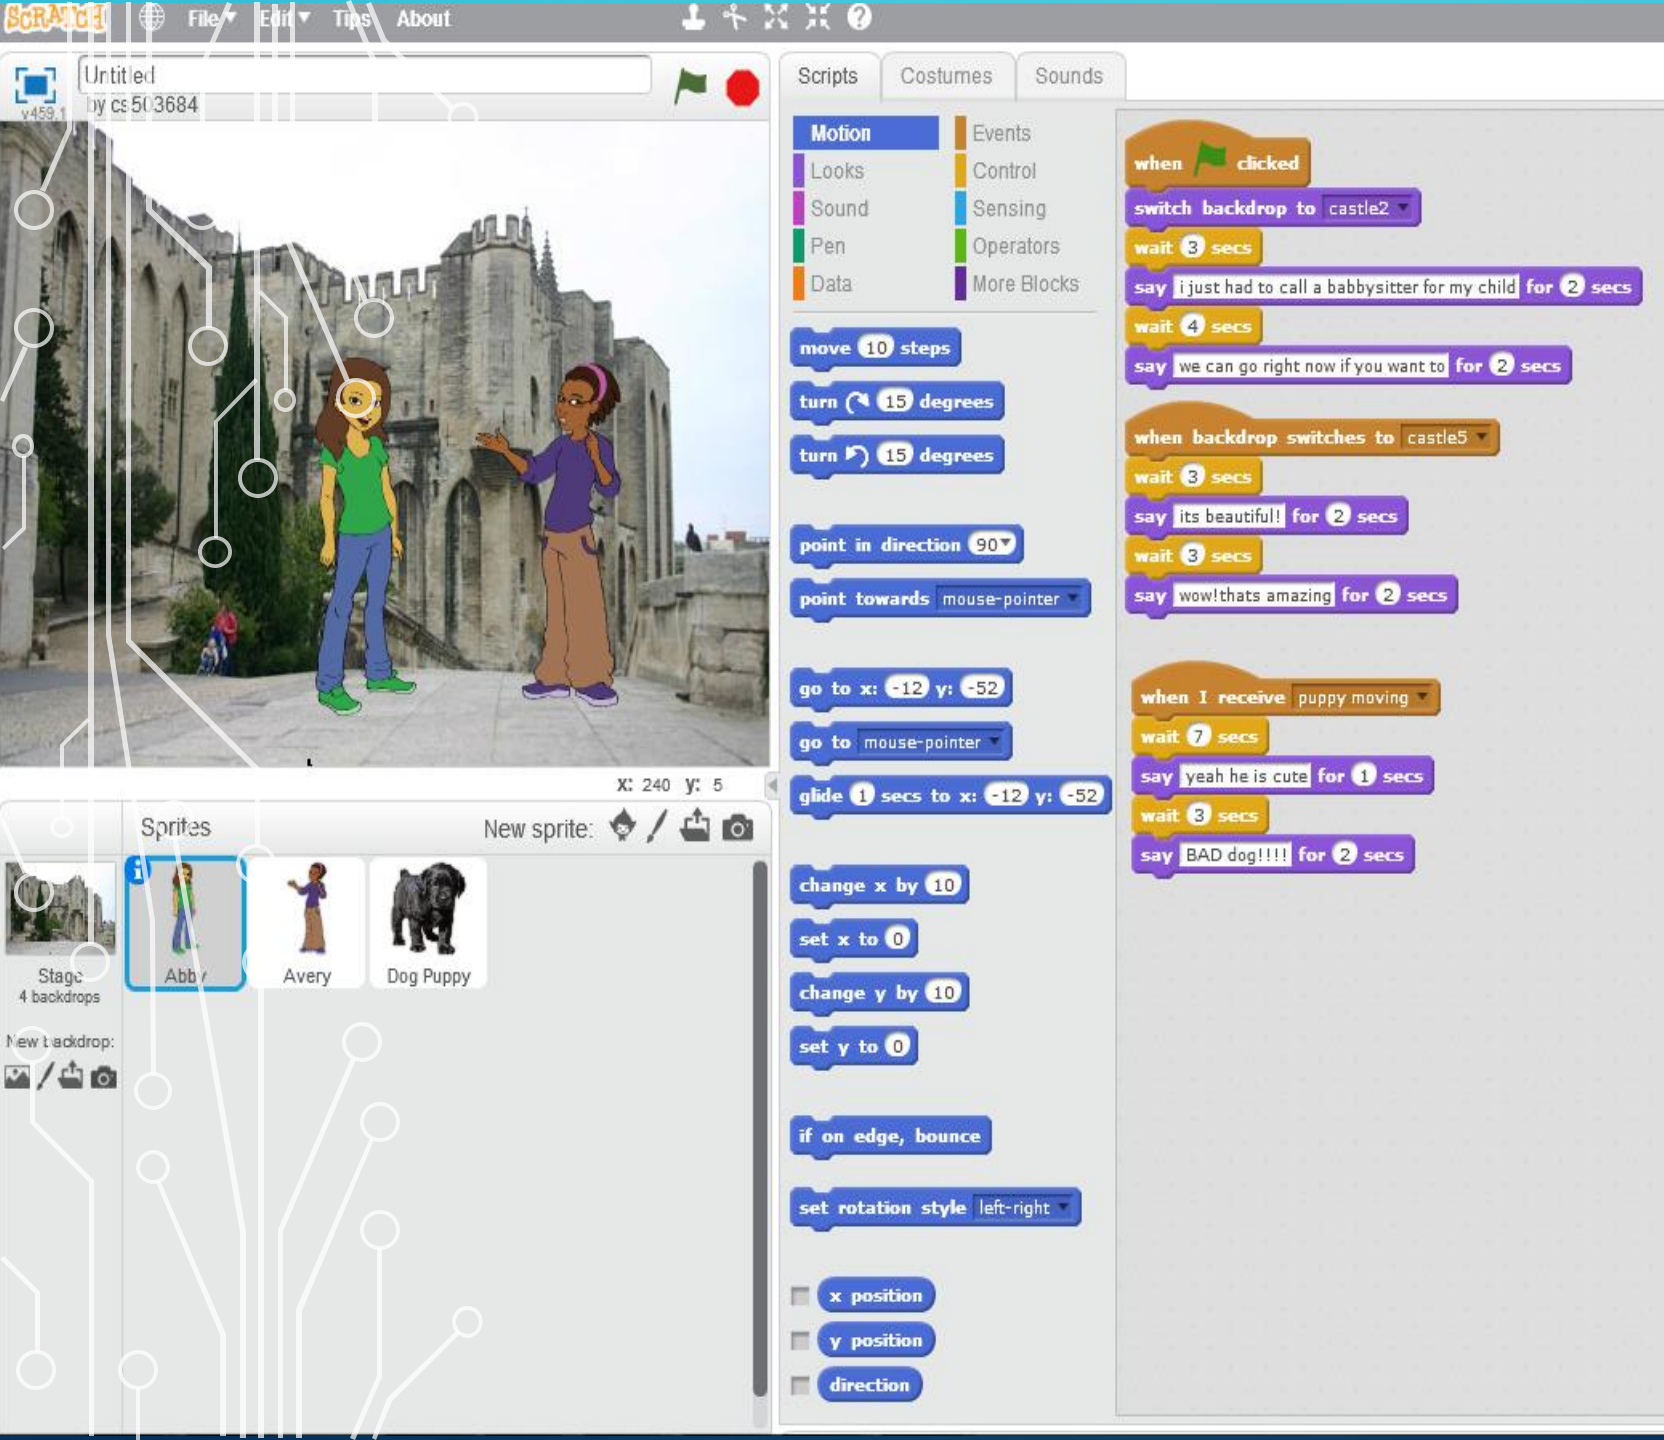 SCRATCH File Edit Tips About
Untitled
by cs503684
v459.1
Scripts Costumes Sounds
Motion Events
Looks Control
Sound Sensing
Pen Operators
Data More Blocks
move 10 steps
turn 15 degrees
turn 15 degrees
point in direction 90
point towards mouse-pointer
go to x: -12 y: -52
go to mouse-pointer
glide 1 secs to x: -12 y: -52
change x by 10
set x to 0
change y by 10
set y to 0
if on edge, bounce
set rotation style left-right
x position
y position
direction
when clicked
switch backdrop to castle2
wait 3 secs
say i just had to call a babbysitter for my child for 2 secs
wait 4 secs
say we can go right now if you want to for 2 secs
when backdrop switches to castle5
wait 3 secs
say its beautiful! for 2 secs
wait 3 secs
say wow!thats amazing for 2 secs
when I receive puppy moving
wait 7 secs
say yeah he is cute for 1 secs
wait 3 secs
say BAD dog!!!! for 2 secs
X: 240 y: 5
Sprites New sprite:
Stage
4 backdrops
New backdrop:
Abby Avery Dog Puppy